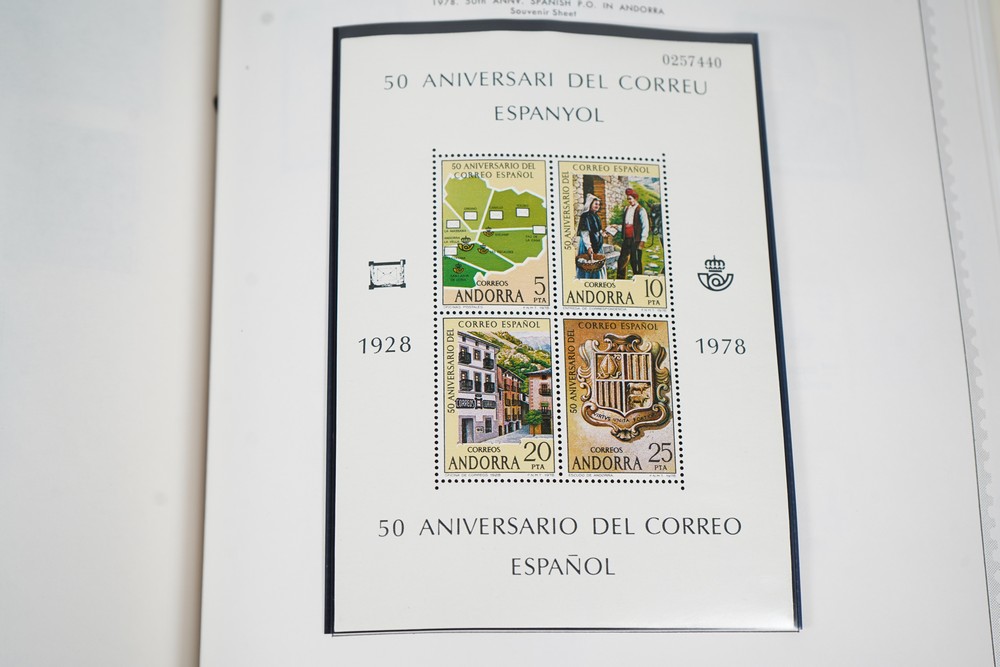 1978. 50th ANNV. SPANISH P.O. IN ANDORRA
Souvenir Sheet
0257440
50 ANIVERSARI DEL CORREU
ESPANYOL
50 ANIVERSARIO DEL
CORREO ESPAÑOL
CORREOS
ANDORRA
5
PTA
CORREO ESPAÑOL
50 ANIVERSARIO DEL
CORREOS
ANDORRA
10
PTA
1928
1978
CORREO ESPAÑOL
50 ANIVERSARIO DEL
CORREOS
CORREOS
ANDORRA
20
PTA
CORREO ESPAÑOL
50 ANIVERSARIO DEL
CORREOS
ANDORRA
25
PTA
50 ANIVERSARIO DEL CORREO
ESPAÑOL